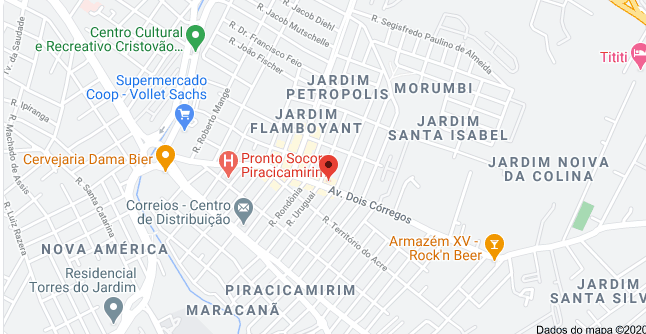 Iv. da Saudade
R. Jacob Diehl
R. Jacob Mutschelle
R. Segisfredo Paulino de Almeida
Centro Cultural
e Recreativo Cristovão...
R. Dr. Francisco Feio
R. João Fischer
Tititi
Supermercado
Coop - Vollet Sachs
JARDIM
PETROPOLIS
MORUMBI
R. Ipiranga
R. Roberto Mange
JARDIM
FLAMBOYANT
JARDIM
SANTA ISABEL
R. Machado de Assis
Cervejaria Dama Bier
H
Pronto Socor
Piracicamirim
JARDIM NOIVA
DA COLINA
R. Santa Catarina
Correios - Centro
de Distribuição
R. Rondônia
R. Uruguai
Av. Dois Córregos
R. Luiz Razera
R. Território do Acre
Armazém XV -
Rock'n Beer
NOVA AMÉRICA
Residencial
Torres do Jardim
PIRACICAMIRIM
MARACANÃ
JARDIM
SANTA SILV
Dados do mapa ©2020